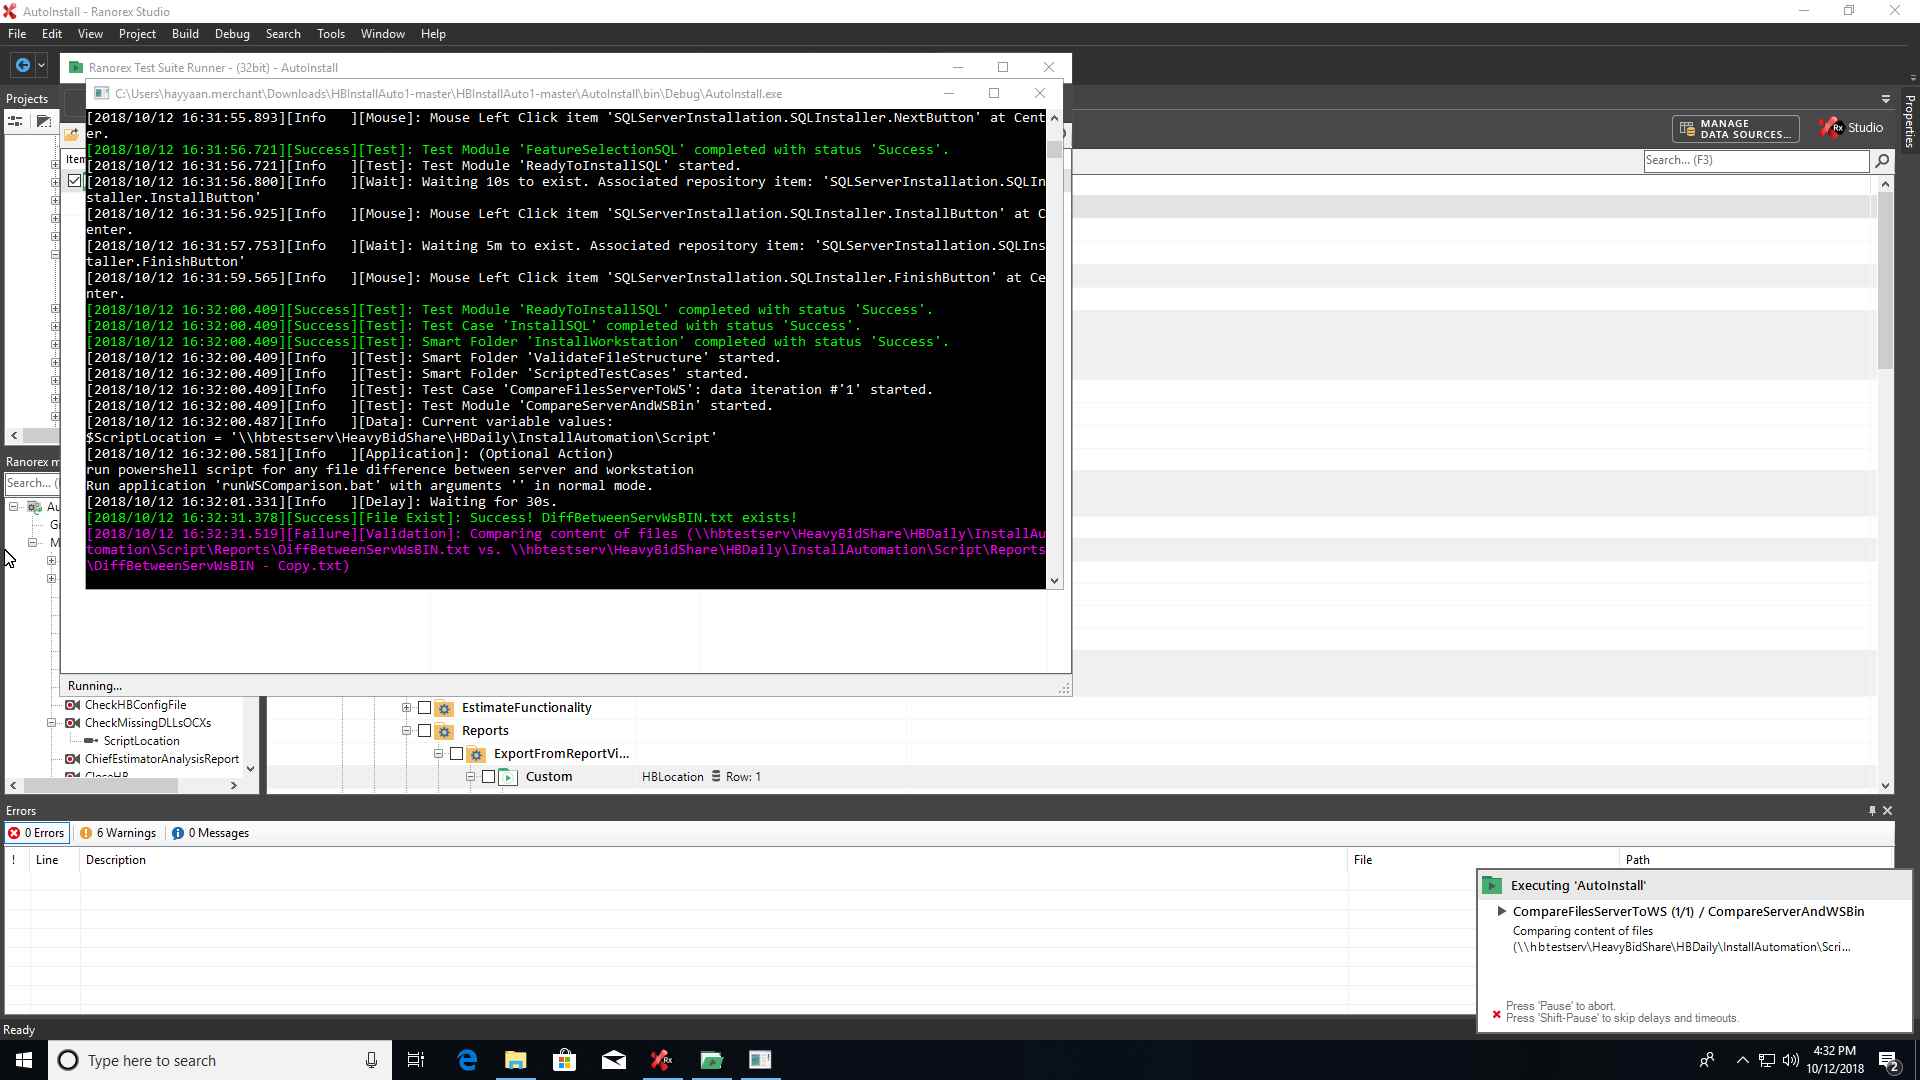 AutoInstall - Ranorex Studio
File Edit View Project Build Debug Search Tools Window Help
Ranorex Test Suite Runner - (32bit) - AutoInstall
Projects
C:\Users\hayyaan.merchant\Downloads\HBInstallAuto1-master\HBInstallAuto1-master\AutoInstall\bin\Debug\AutoInstall.exe
Properties
MANAGE
DATA SOURCES...
Studio
Search... (F3)
[2018/10/12 16:31:55.893][Info   ][Mouse]: Mouse Left Click item 'SQLServerInstallation.SQLInstaller.NextButton' at Cent
er.
[2018/10/12 16:31:56.721][Success][Test]: Test Module 'FeatureSelectionSQL' completed with status 'Success'.
[2018/10/12 16:31:56.721][Info   ][Test]: Test Module 'ReadyToInstallSQL' started.
[2018/10/12 16:31:56.800][Info   ][Wait]: Waiting 10s to exist. Associated repository item: 'SQLServerInstallation.SQLIn
staller.InstallButton'
[2018/10/12 16:31:56.925][Info   ][Mouse]: Mouse Left Click item 'SQLServerInstallation.SQLInstaller.InstallButton' at C
enter.
[2018/10/12 16:31:57.753][Info   ][Wait]: Waiting 5m to exist. Associated repository item: 'SQLServerInstallation.SQLIns
taller.FinishButton'
[2018/10/12 16:31:59.565][Info   ][Mouse]: Mouse Left Click item 'SQLServerInstallation.SQLInstaller.FinishButton' at Ce
nter.
[2018/10/12 16:32:00.409][Success][Test]: Test Module 'ReadyToInstallSQL' completed with status 'Success'.
[2018/10/12 16:32:00.409][Success][Test]: Test Case 'InstallSQL' completed with status 'Success'.
[2018/10/12 16:32:00.409][Success][Test]: Smart Folder 'InstallWorkstation' completed with status 'Success'.
[2018/10/12 16:32:00.409][Info   ][Test]: Smart Folder 'ValidateFileStructure' started.
[2018/10/12 16:32:00.409][Info   ][Test]: Smart Folder 'ScriptedTestCases' started.
[2018/10/12 16:32:00.409][Info   ][Test]: Test Case 'CompareFilesServerToWS': data iteration #'1' started.
[2018/10/12 16:32:00.409][Info   ][Test]: Test Module 'CompareServerAndWSBin' started.
[2018/10/12 16:32:00.487][Info   ][Data]: Current variable values:
$ScriptLocation = '\\hbtestserv\HeavyBidShare\HBDaily\InstallAutomation\Script'
[2018/10/12 16:32:00.581][Info   ][Application]: (Optional Action)
run powershell script for any file difference between server and workstation
Run application 'runWSComparison.bat' with arguments '' in normal mode.
[2018/10/12 16:32:01.331][Info   ][Delay]: Waiting for 30s.
[2018/10/12 16:32:31.378][Success][File Exist]: Success! DiffBetweenServWsBIN.txt exists!
[2018/10/12 16:32:31.519][Failure][Validation]: Comparing content of files (\\hbtestserv\HeavyBidShare\HBDaily\InstallAu
tomation\Script\Reports\DiffBetweenServWsBIN.txt vs. \\hbtestserv\HeavyBidShare\HBDaily\InstallAutomation\Script\Reports
\DiffBetweenServWsBIN - Copy.txt)
Running...
CheckHBConfigFile
CheckMissingDLLsOCXs
ScriptLocation
ChiefEstimatorAnalysisReport
EstimateFunctionality
Reports
ExportFromReportVi...
Custom HBLocation Row: 1
Errors
0 Errors 6 Warnings 0 Messages
! Line Description File Path
Executing 'AutoInstall'
CompareFilesServerToWS (1/1) / CompareServerAndWSBin
Comparing content of files
(\\hbtestserv\HeavyBidShare\HBDaily\InstallAutomation\Scri...
Press 'Pause' to abort.
Press 'Shift-Pause' to skip delays and timeouts.
Ready
Type here to search
4:32 PM
10/12/2018
2